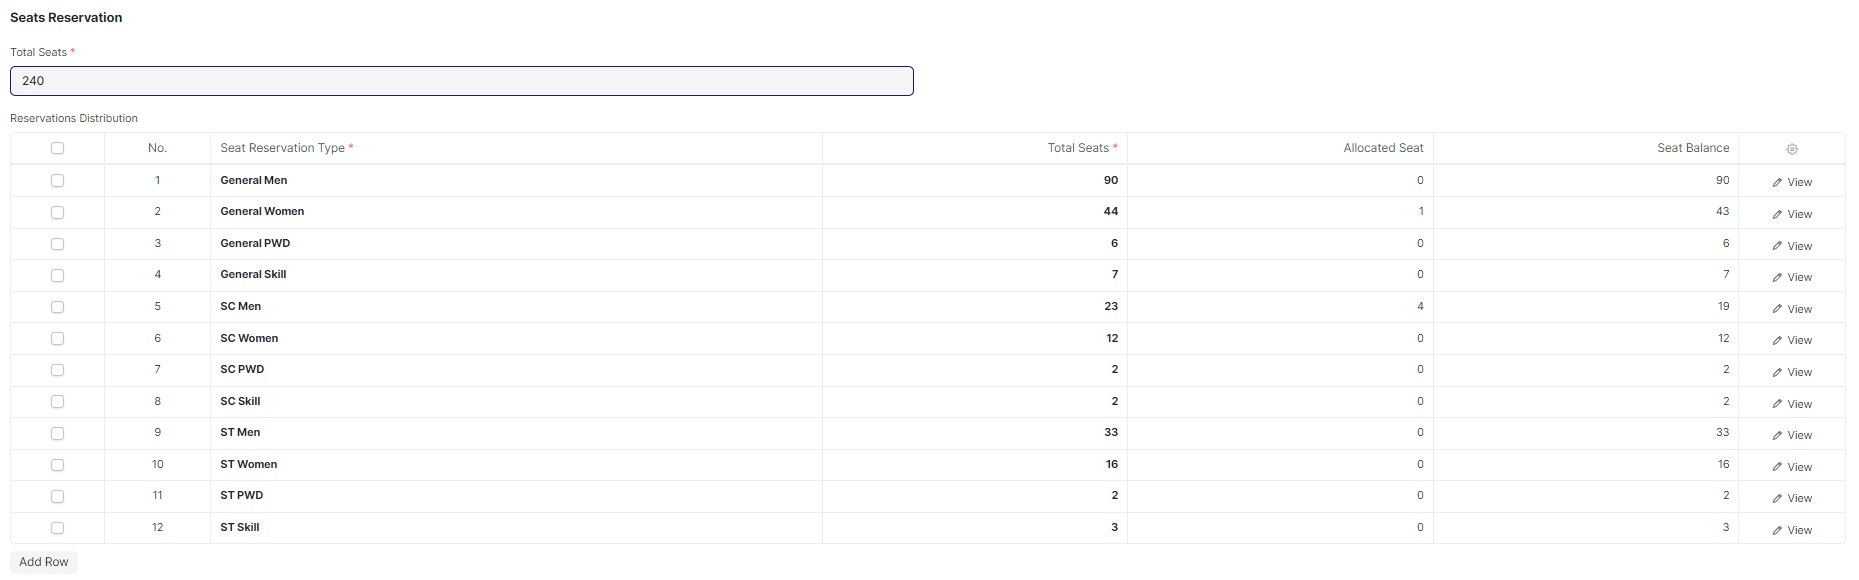 Seats Reservation
Total Seats *
240
Reservations Distribution
No. Seat Reservation Type * Total Seats * Allocated Seat Seat Balance
1 General Men 90 0 90 View
2 General Women 44 1 43 View
3 General PWD 6 0 6 View
4 General Skill 7 0 7 View
5 SC Men 23 4 19 View
6 SC Women 12 0 12 View
7 SC PWD 2 0 2 View
8 SC Skill 2 0 2 View
9 ST Men 33 0 33 View
10 ST Women 16 0 16 View
11 ST PWD 2 0 2 View
12 ST Skill 3 0 3 View
Add Row